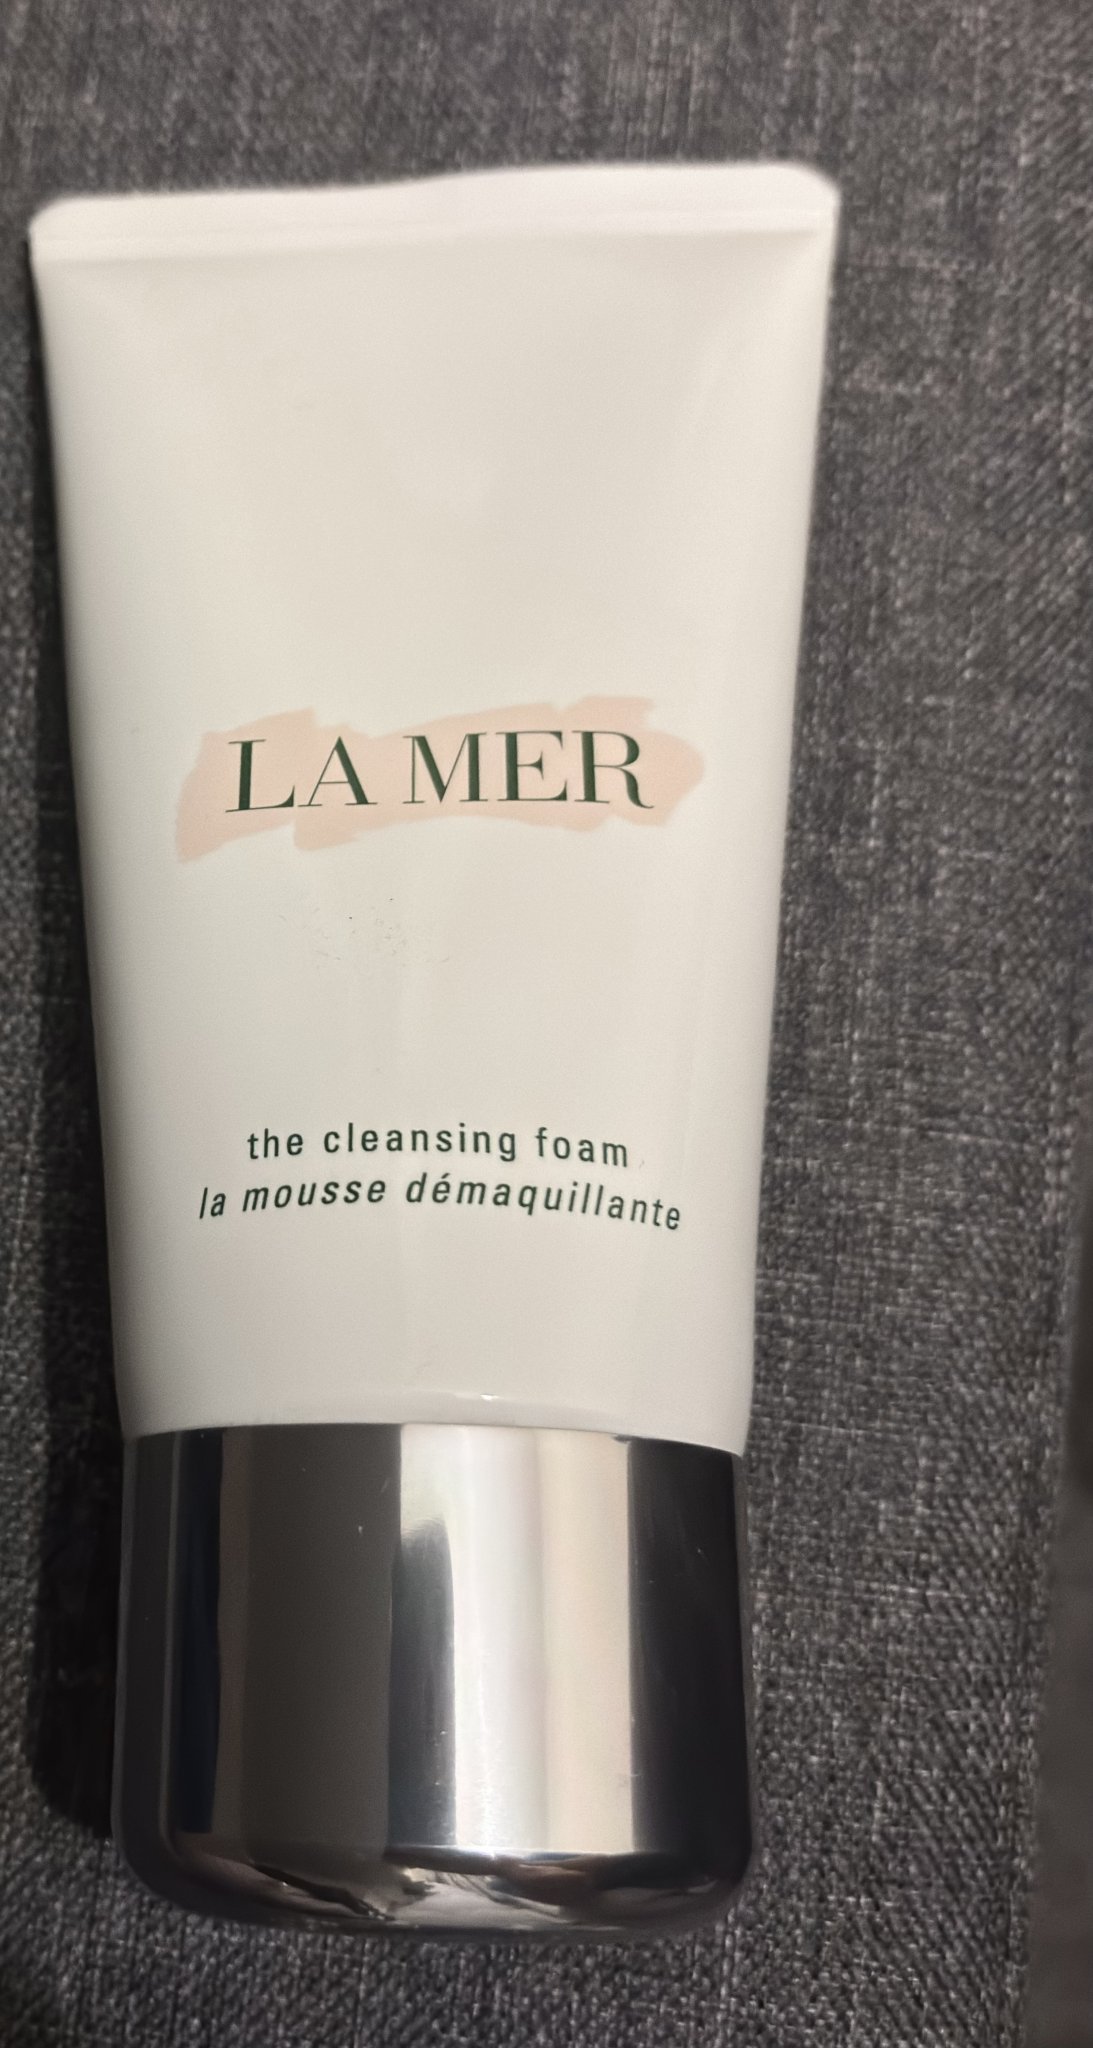 LA MER
the cleansing foam
la mousse démaquillante